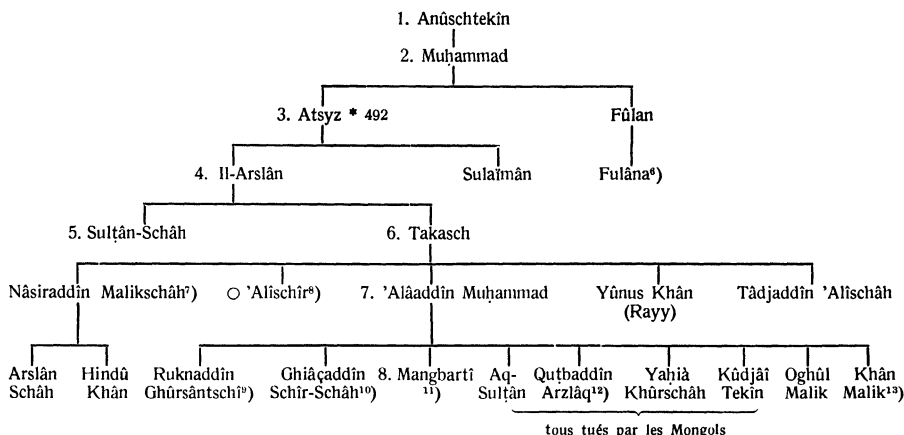 1. Anûschtekîn
2. Muḥammad
3. Atsyz * 492 Fûlan
4. Il-Arslân Sulaïmân Fulâna⁶)
5. Sulṭân-Schâh 6. Takasch
Nâsiraddîn Malikschâh⁷) ○ 'Alîschîr⁸) 7. 'Alâaddîn Muḥammad Yûnus Khân Tâdjaddîn 'Alîschâh
(Rayy)
Arslân Hindû Ruknaddîn Ghiâçaddîn 8. Mangbartî Aq- Quṭbaddîn Yaḥià Kûdjâî Oghûl Khân
Schâh Khân Ghûrsântschî⁹) Schîr-Schâh¹⁰) ¹¹) Sulṭân Arzlâq¹²) Khûrschâh Tekîn Malik Malik¹³)
tous tués par les Mongols